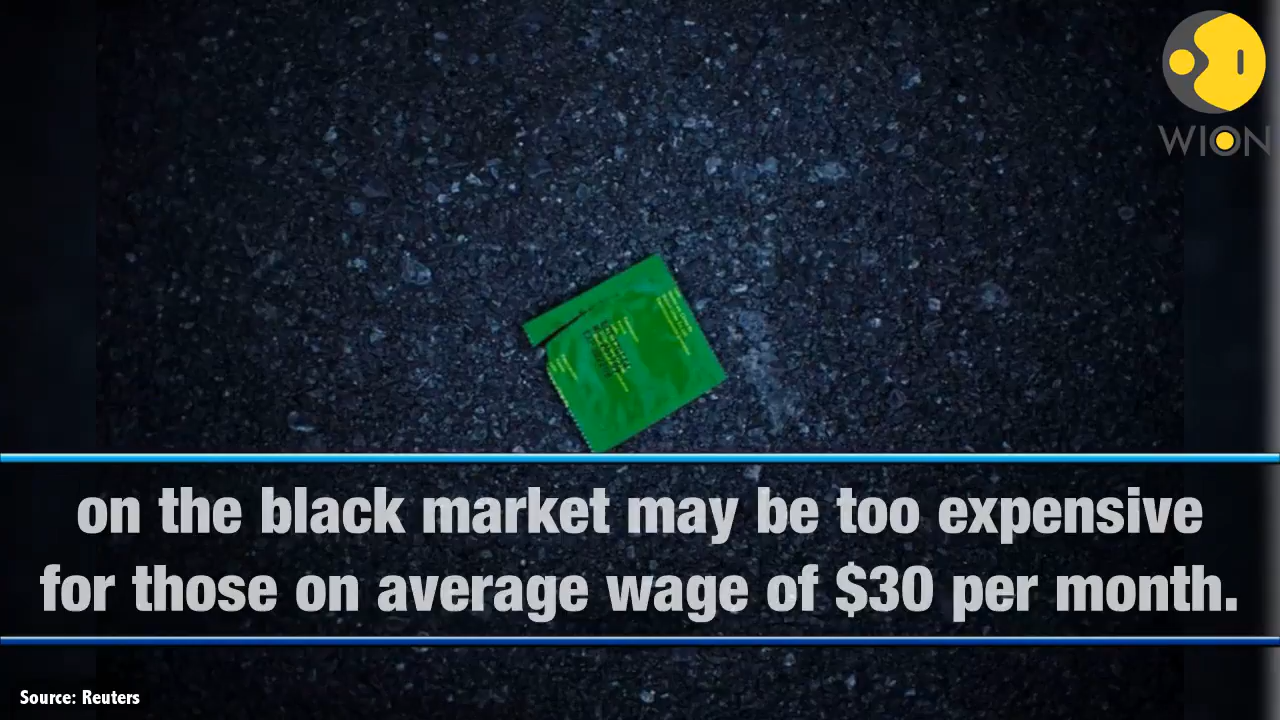 WION
on the black market may be too expensive
for those on average wage of $30 per month.
Source: Reuters